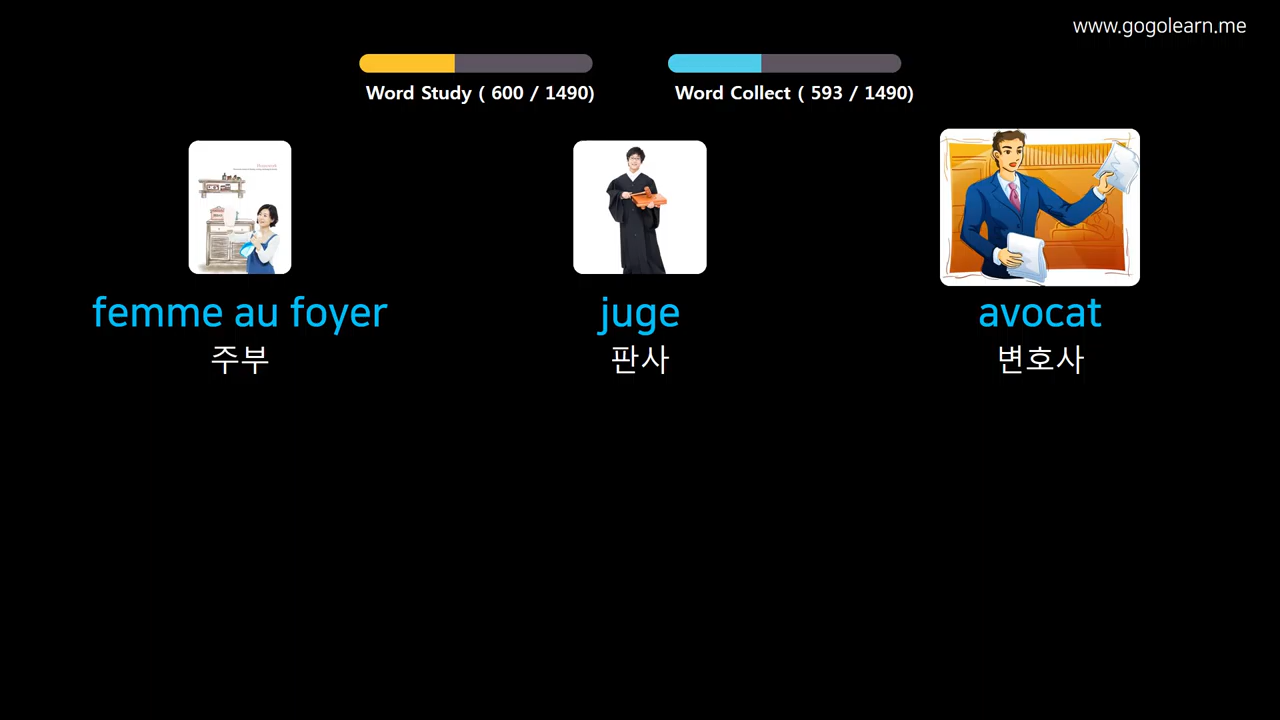 www.gogolearn.me
Word Study ( 600 / 1490)
Word Collect ( 593 / 1490)
femme au foyer
juge
avocat
주부
판사
변호사